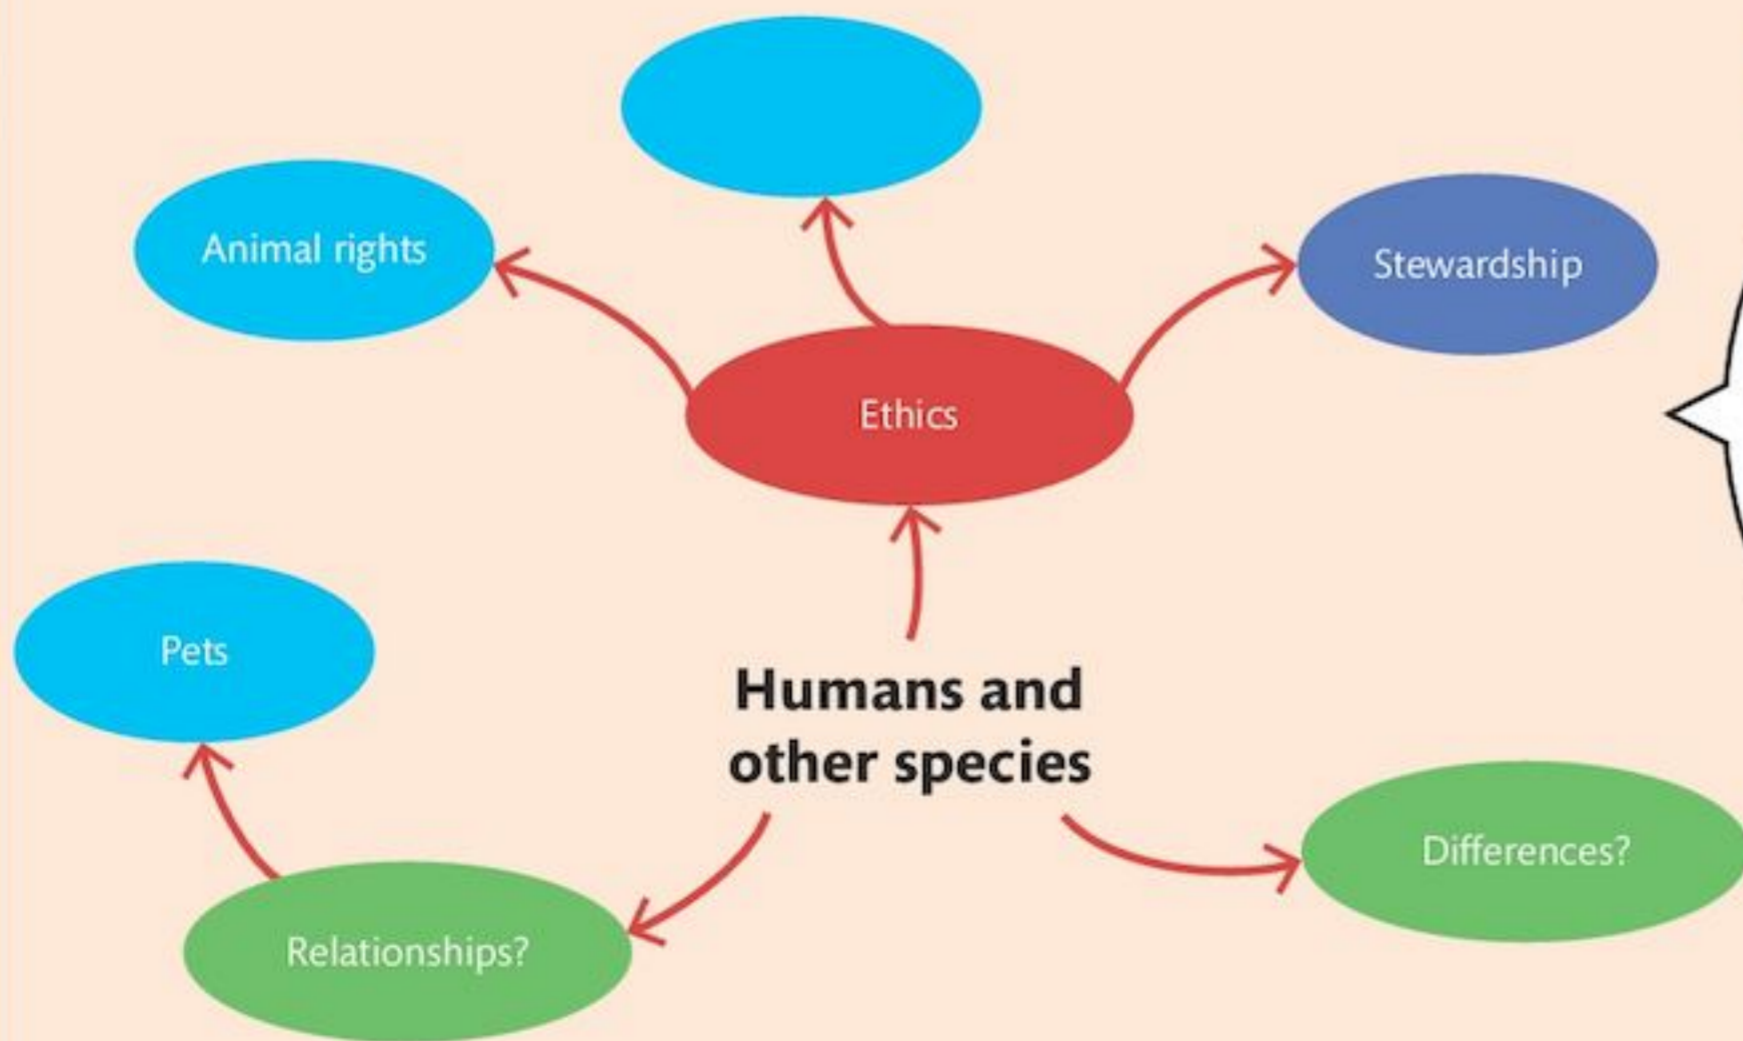 Animal rights
Stewardship
Ethics
Pets
Humans and
other species
Differences?
Relationships?